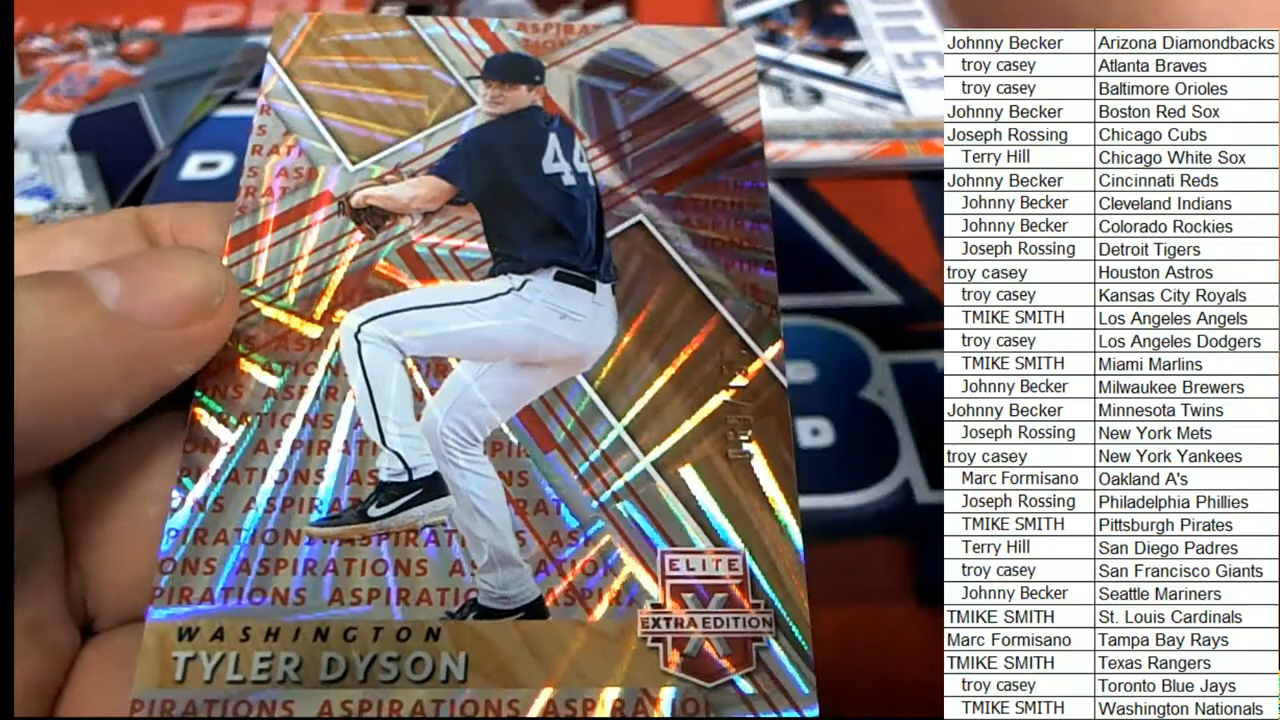 ASPIRATIONS
44
ONS ASPIRATIONS AS
PIRATIONS ASPIRATIONS
ELITE
X
EXTRA EDITION
WASHINGTON
TYLER DYSON
PIRATIONS ASPIRATIONS ASPIRATIO
Johnny Becker Arizona Diamondbacks
troy casey Atlanta Braves
troy casey Baltimore Orioles
Johnny Becker Boston Red Sox
Joseph Rossing Chicago Cubs
Terry Hill Chicago White Sox
Johnny Becker Cincinnati Reds
Johnny Becker Cleveland Indians
Johnny Becker Colorado Rockies
Joseph Rossing Detroit Tigers
troy casey Houston Astros
troy casey Kansas City Royals
TMIKE SMITH Los Angeles Angels
troy casey Los Angeles Dodgers
TMIKE SMITH Miami Marlins
Johnny Becker Milwaukee Brewers
Johnny Becker Minnesota Twins
Joseph Rossing New York Mets
troy casey New York Yankees
Marc Formisano Oakland A's
Joseph Rossing Philadelphia Phillies
TMIKE SMITH Pittsburgh Pirates
Terry Hill San Diego Padres
troy casey San Francisco Giants
Johnny Becker Seattle Mariners
TMIKE SMITH St. Louis Cardinals
Marc Formisano Tampa Bay Rays
TMIKE SMITH Texas Rangers
troy casey Toronto Blue Jays
TMIKE SMITH Washington Nationals